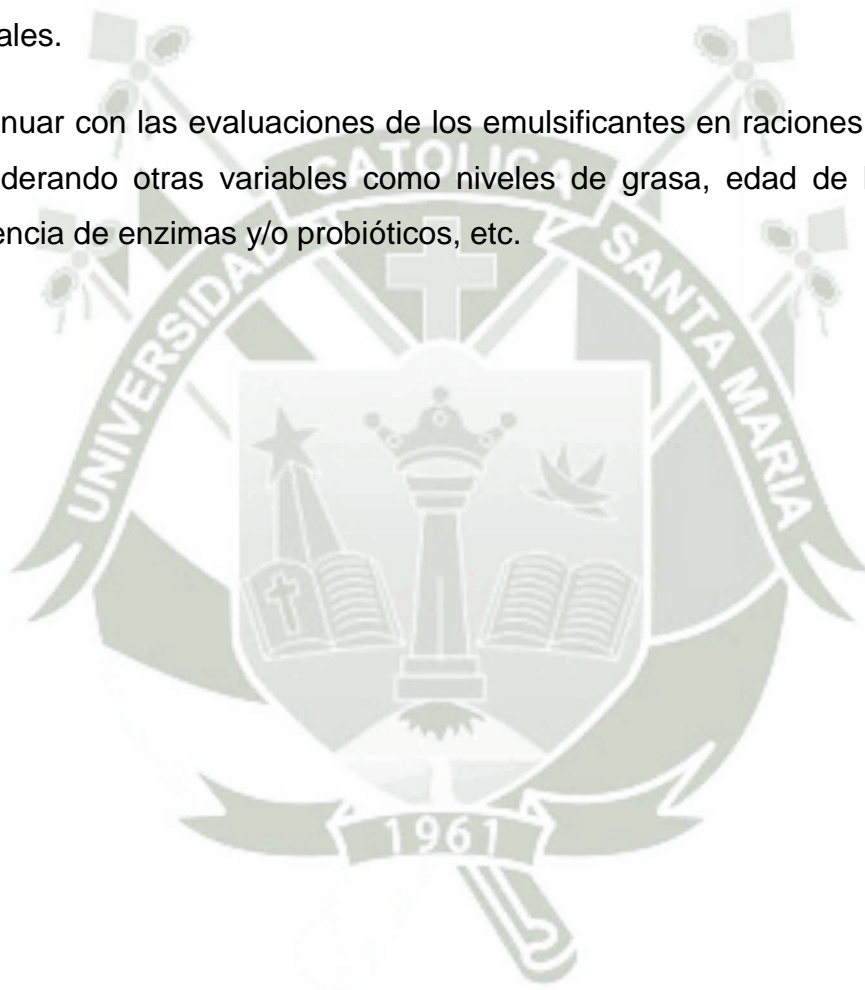 ales.
nuar con las evaluaciones de los emulsificantes en raciones
derando otras variables como niveles de grasa, edad de
encia de enzimas y/o probióticos, etc.
UNIVERSIDAD CATOLICA SANTA MARIA
1961